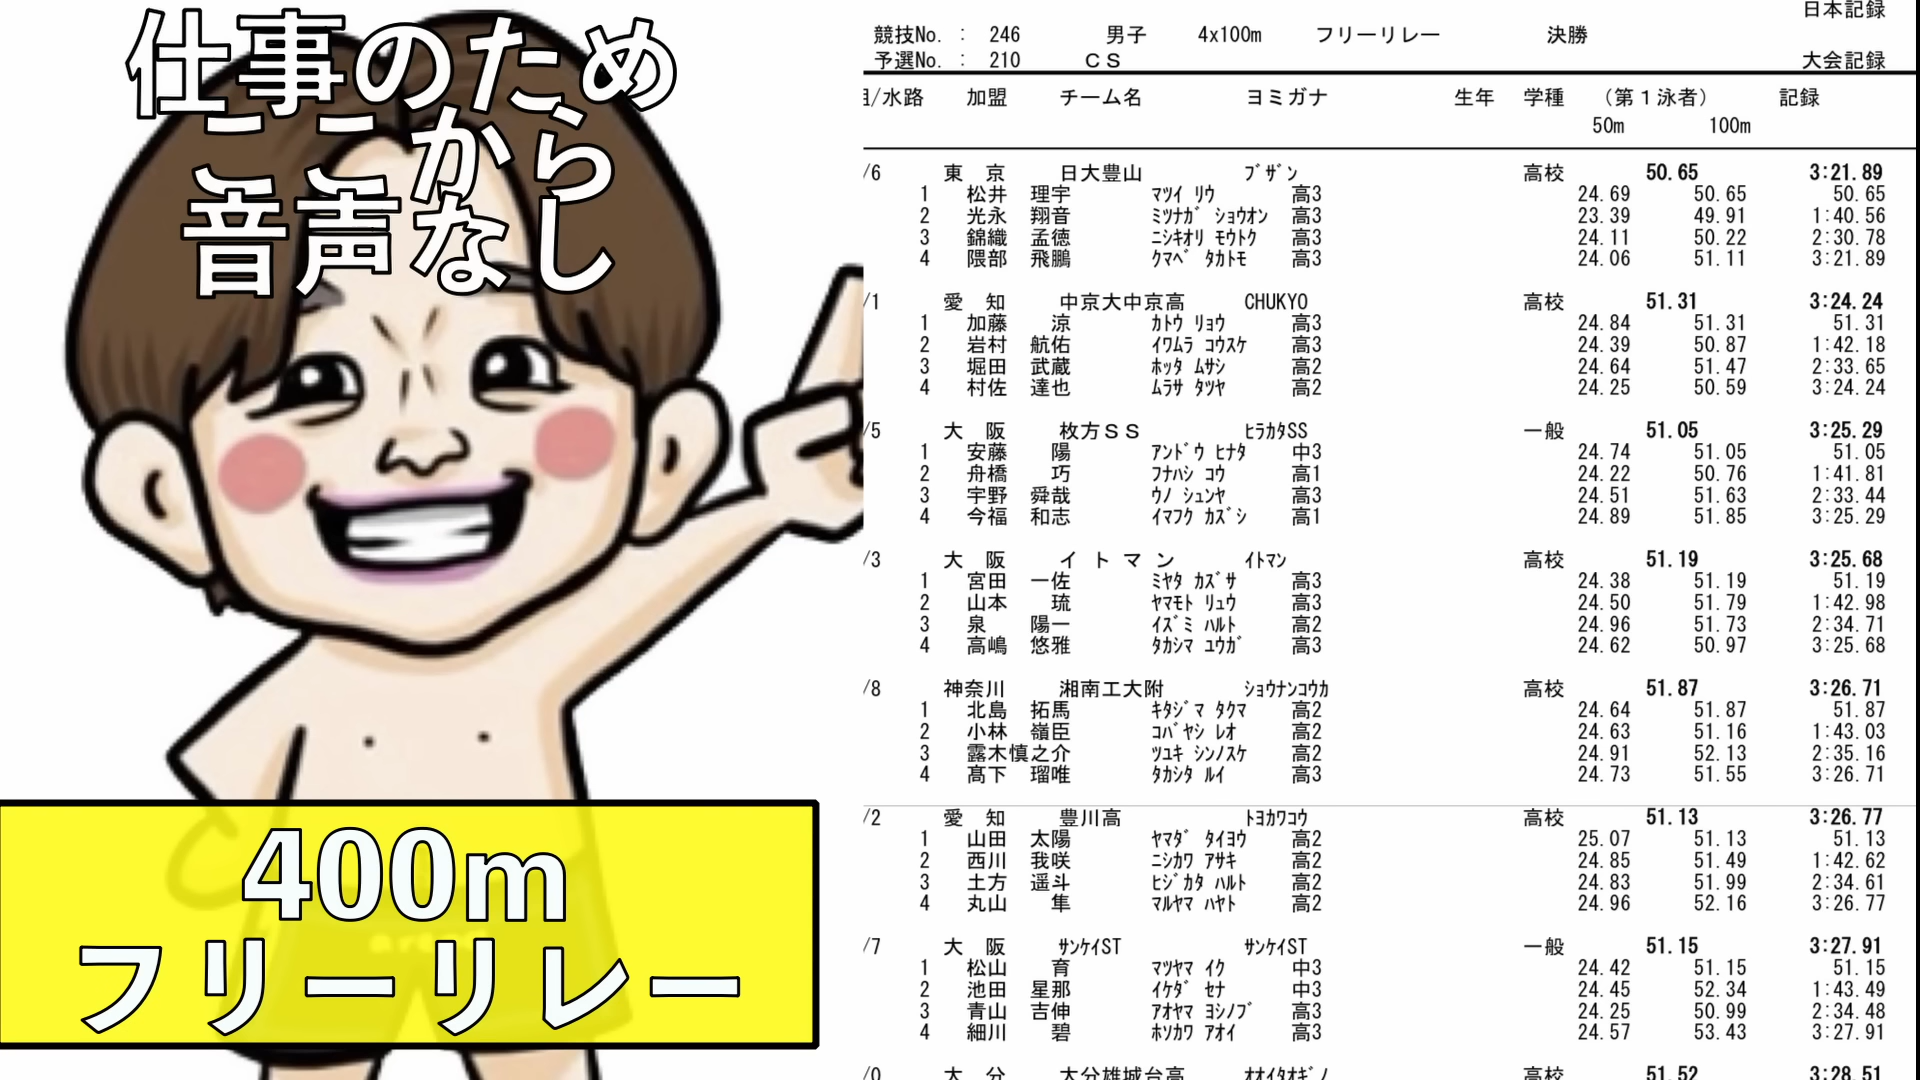 仕事のため
ここから
音声なし
400m
フリーリレー
日本記録
競技No. : 246 男子 4x100m フリーリレー 決勝
予選No. : 210 ＣＳ 大会記録
/水路 加盟 チーム名 ヨミガナ 生年 学種 （第１泳者） 記録
50m 100m
/6 東 京 日大豊山 ﾌﾞｻﾞﾝ 高校 50.65 3:21.89
1 松井 理宇 ﾏﾂｲ ﾘｳ 高3 24.69 50.65 50.65
2 光永 翔音 ﾐﾂﾅｶﾞ ｼｮｳｵﾝ 高3 23.39 49.91 1:40.56
3 錦織 孟徳 ﾆｼｷｵﾘ ﾓｳﾄｸ 高3 24.11 50.22 2:30.78
4 隈部 飛鵬 ｸﾏﾍﾞ ﾀｶﾄﾓ 高3 24.06 51.11 3:21.89
/1 愛 知 中京大中京高 CHUKYO 高校 51.31 3:24.24
1 加藤 涼 ｶﾄｳ ﾘｮｳ 高3 24.84 51.31 51.31
2 岩村 航佑 ｲﾜﾑﾗ ｺｳｽｹ 高3 24.39 50.87 1:42.18
3 堀田 武蔵 ﾎｯﾀ ﾑｻｼ 高2 24.64 51.47 2:33.65
4 村佐 達也 ﾑﾗｻ ﾀﾂﾔ 高2 24.25 50.59 3:24.24
/5 大 阪 枚方ＳＳ ﾋﾗｶﾀSS 一般 51.05 3:25.29
1 安藤 陽 ｱﾝﾄﾞｳ ﾋﾅﾀ 中3 24.74 51.05 51.05
2 舟橋 巧 ﾌﾅﾊｼ ｺｳ 高1 24.22 50.76 1:41.81
3 宇野 舜哉 ｳﾉ ｼｭﾝﾔ 高3 24.51 51.63 2:33.44
4 今福 和志 ｲﾏﾌｸ ｶｽﾞｼ 高1 24.89 51.85 3:25.29
/3 大 阪 イ ト マ ン ｲﾄﾏﾝ 高校 51.19 3:25.68
1 宮田 一佐 ﾐﾔﾀ ｶｽﾞｻ 高3 24.38 51.19 51.19
2 山本 琉 ﾔﾏﾓﾄ ﾘｭｳ 高3 24.50 51.79 1:42.98
3 泉 陽一 ｲｽﾞﾐ ﾊﾙﾄ 高2 24.96 51.73 2:34.71
4 高嶋 悠雅 ﾀｶｼﾏ ﾕｳｶﾞ 高3 24.62 50.97 3:25.68
/8 神奈川 湘南工大附 ｼｮｳﾅﾝｺｳｶ 高校 51.87 3:26.71
1 北島 拓馬 ｷﾀｼﾞﾏ ﾀｸﾏ 高2 24.64 51.87 51.87
2 小林 嶺臣 ｺﾊﾞﾔｼ ﾚｵ 高2 24.63 51.16 1:43.03
3 露木慎之介 ﾂﾕｷ ｼﾝﾉｽｹ 高2 24.91 52.13 2:35.16
4 髙下 瑠唯 ﾀｶｼﾀ ﾙｲ 高3 24.73 51.55 3:26.71
/2 愛 知 豊川高 ﾄﾖｶﾜｺｳ 高校 51.13 3:26.77
1 山田 太陽 ﾔﾏﾀﾞ ﾀｲﾖｳ 高2 25.07 51.13 51.13
2 西川 我咲 ﾆｼｶﾜ ｱｻｷ 高2 24.85 51.49 1:42.62
3 土方 遥斗 ﾋｼﾞｶﾀ ﾊﾙﾄ 高2 24.83 51.99 2:34.61
4 丸山 隼 ﾏﾙﾔﾏ ﾊﾔﾄ 高2 24.96 52.16 3:26.77
/7 大 阪 ｻﾝｹｲST ｻﾝｹｲST 一般 51.15 3:27.91
1 松山 育 ﾏﾂﾔﾏ ｲｸ 中3 24.42 51.15 51.15
2 池田 星那 ｲｹﾀﾞ ｾﾅ 中3 24.45 52.34 1:43.49
3 青山 吉伸 ｱｵﾔﾏ ﾖｼﾉﾌﾞ 高3 24.25 50.99 2:34.48
4 細川 碧 ﾎｿｶﾜ ｱｵｲ 高3 24.57 53.43 3:27.91
/0 大 分 大分雄城台高 ｵｵｲﾀｵｷﾞﾉ 高校 51.52 3:28.51